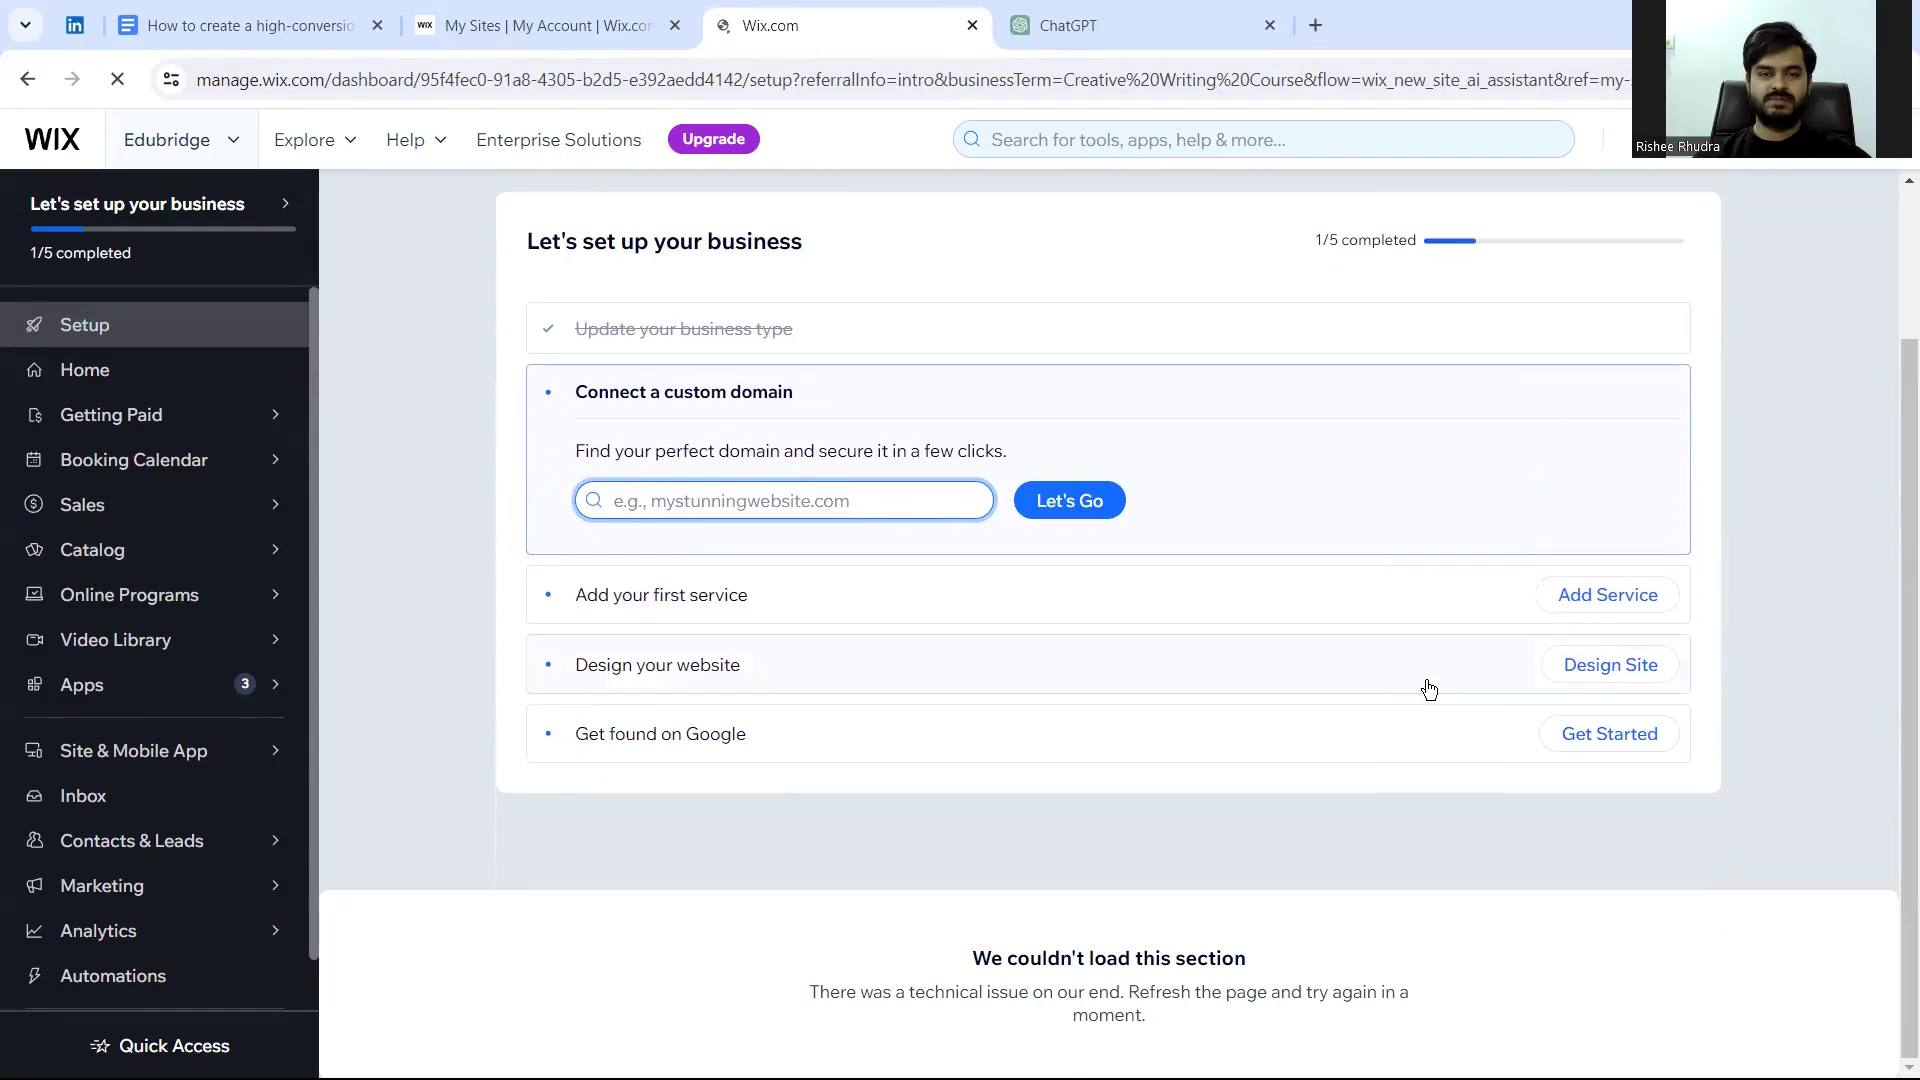 How to create a high-conversio
WIX
My Sites | My Account | Wix.co
Wix.com
ChatGPT
manage.wix.com/dashboard/95f4fec0-91a8-4305-b2d5-e392aedd4142/setup?referralInfo=intro&businessTerm=Creative%20Writing%20Course&flow=wix_new_site_ai_assistant&ref=my-
Rishee Rhudra
WIX
Edubridge
Explore
Help
Enterprise Solutions
Upgrade
Search for tools, apps, help & more...
Let's set up your business
1/5 completed
Setup
Home
Getting Paid
Booking Calendar
Sales
Catalog
Online Programs
Video Library
Apps
3
Site & Mobile App
Inbox
Contacts & Leads
Marketing
Analytics
Automations
Quick Access
Let's set up your business
1/5 completed
Update your business type
Connect a custom domain
Find your perfect domain and secure it in a few clicks.
e.g., mystunningwebsite.com
Let's Go
Add your first service
Add Service
Design your website
Design Site
Get found on Google
Get Started
We couldn't load this section
There was a technical issue on our end. Refresh the page and try again in a
moment.